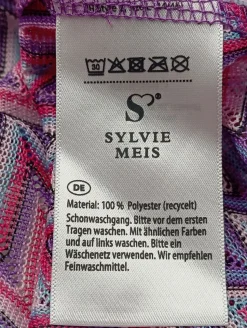 30
S®
SYLVIE
MEIS
DE
Material: 100 % Polyester (recycelt)
Schonwaschgang. Bitte vor dem ersten
Tragen waschen. Mit ähnlichen Farben
und auf links waschen. Bitte ein
Wäschenetz verwenden. Wir empfehlen
Feinwaschmittel.